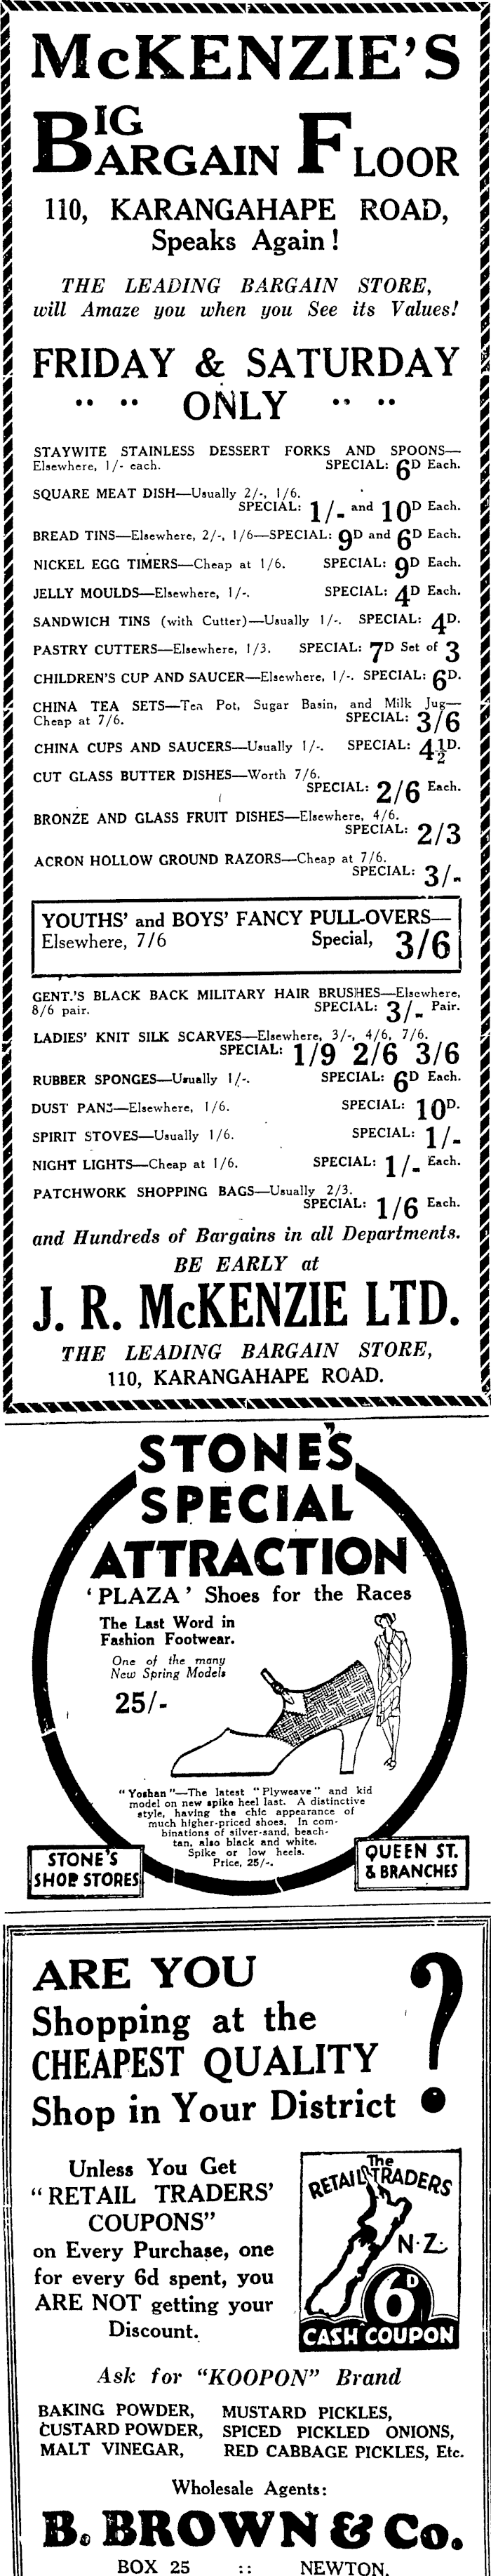 McKENZIE'S
BIG
BARGAIN FLOOR
110, KARANGAHAPE ROAD,
Speaks Again!
THE LEADING BARGAIN STORE,
will Amaze you when you See its Values!
FRIDAY & SATURDAY
" " ONLY " "
STAYWITE STAINLESS DESSERT FORKS AND SPOONS—
Elsewhere, 1/- each. SPECIAL: 6D Each.
SQUARE MEAT DISH—Usually 2/-, 1/6.
SPECIAL: 1/- and 10D Each.
BREAD TINS—Elsewhere, 2/-, 1/6—SPECIAL: 9D and 6D Each.
NICKEL EGG TIMERS—Cheap at 1/6. SPECIAL: 9D Each.
JELLY MOULDS—Elsewhere, 1/-. SPECIAL: 4D Each.
SANDWICH TINS (with Cutter)—Usually 1/-. SPECIAL: 4D.
PASTRY CUTTERS—Elsewhere, 1/3. SPECIAL: 7D Set of 3
CHILDREN'S CUP AND SAUCER—Elsewhere, 1/-. SPECIAL: 6D.
CHINA TEA SETS—Tea Pot, Sugar Basin, and Milk Jug—
Cheap at 7/6. SPECIAL: 3/6
CHINA CUPS AND SAUCERS—Usually 1/-. SPECIAL: 4½D.
CUT GLASS BUTTER DISHES—Worth 7/6.
SPECIAL: 2/6 Each.
BRONZE AND GLASS FRUIT DISHES—Elsewhere, 4/6.
SPECIAL: 2/3
ACRON HOLLOW GROUND RAZORS—Cheap at 7/6.
SPECIAL: 3/-
YOUTHS' and BOYS' FANCY PULL-OVERS—
Elsewhere, 7/6 Special, 3/6
GENT.'S BLACK BACK MILITARY HAIR BRUSHES—Elsewhere,
8/6 pair. SPECIAL: 3/- Pair.
LADIES' KNIT SILK SCARVES—Elsewhere, 3/-, 4/6, 7/6.
SPECIAL: 1/9 2/6 3/6
RUBBER SPONGES—Usually 1/-. SPECIAL: 6D Each.
DUST PANS—Elsewhere, 1/6. SPECIAL: 10D.
SPIRIT STOVES—Usually 1/6. SPECIAL: 1/-
NIGHT LIGHTS—Cheap at 1/6. SPECIAL: 1/- Each.
PATCHWORK SHOPPING BAGS—Usually 2/3.
SPECIAL: 1/6 Each.
and Hundreds of Bargains in all Departments.
BE EARLY at
J. R. McKENZIE LTD.
THE LEADING BARGAIN STORE,
110, KARANGAHAPE ROAD.
STONE'S
SPECIAL
ATTRACTION
'PLAZA' Shoes for the Races
The Last Word in
Fashion Footwear.
One of the many
New Spring Models
25/-
"Yoshan"—The latest "Plyweave" and kid
model on new spike heel last. A distinctive
style, having the chic appearance of
much higher-priced shoes. In com-
binations of silver-sand, beach-
tan, also black and white.
Spike or low heels.
Price, 25/-.
STONE'S
SHOE STORES
QUEEN ST.
& BRANCHES
ARE YOU
Shopping at the
CHEAPEST QUALITY
Shop in Your District ?
Unless You Get
"RETAIL TRADERS'
COUPONS"
on Every Purchase, one
for every 6d spent, you
ARE NOT getting your
Discount.
The
RETAIL TRADERS
N.Z.
6D
CASH COUPON
Ask for "KOOPON" Brand
BAKING POWDER, MUSTARD PICKLES,
CUSTARD POWDER, SPICED PICKLED ONIONS,
MALT VINEGAR, RED CABBAGE PICKLES, Etc.
Wholesale Agents:
B. BROWN & Co.
BOX 25 :: NEWTON.